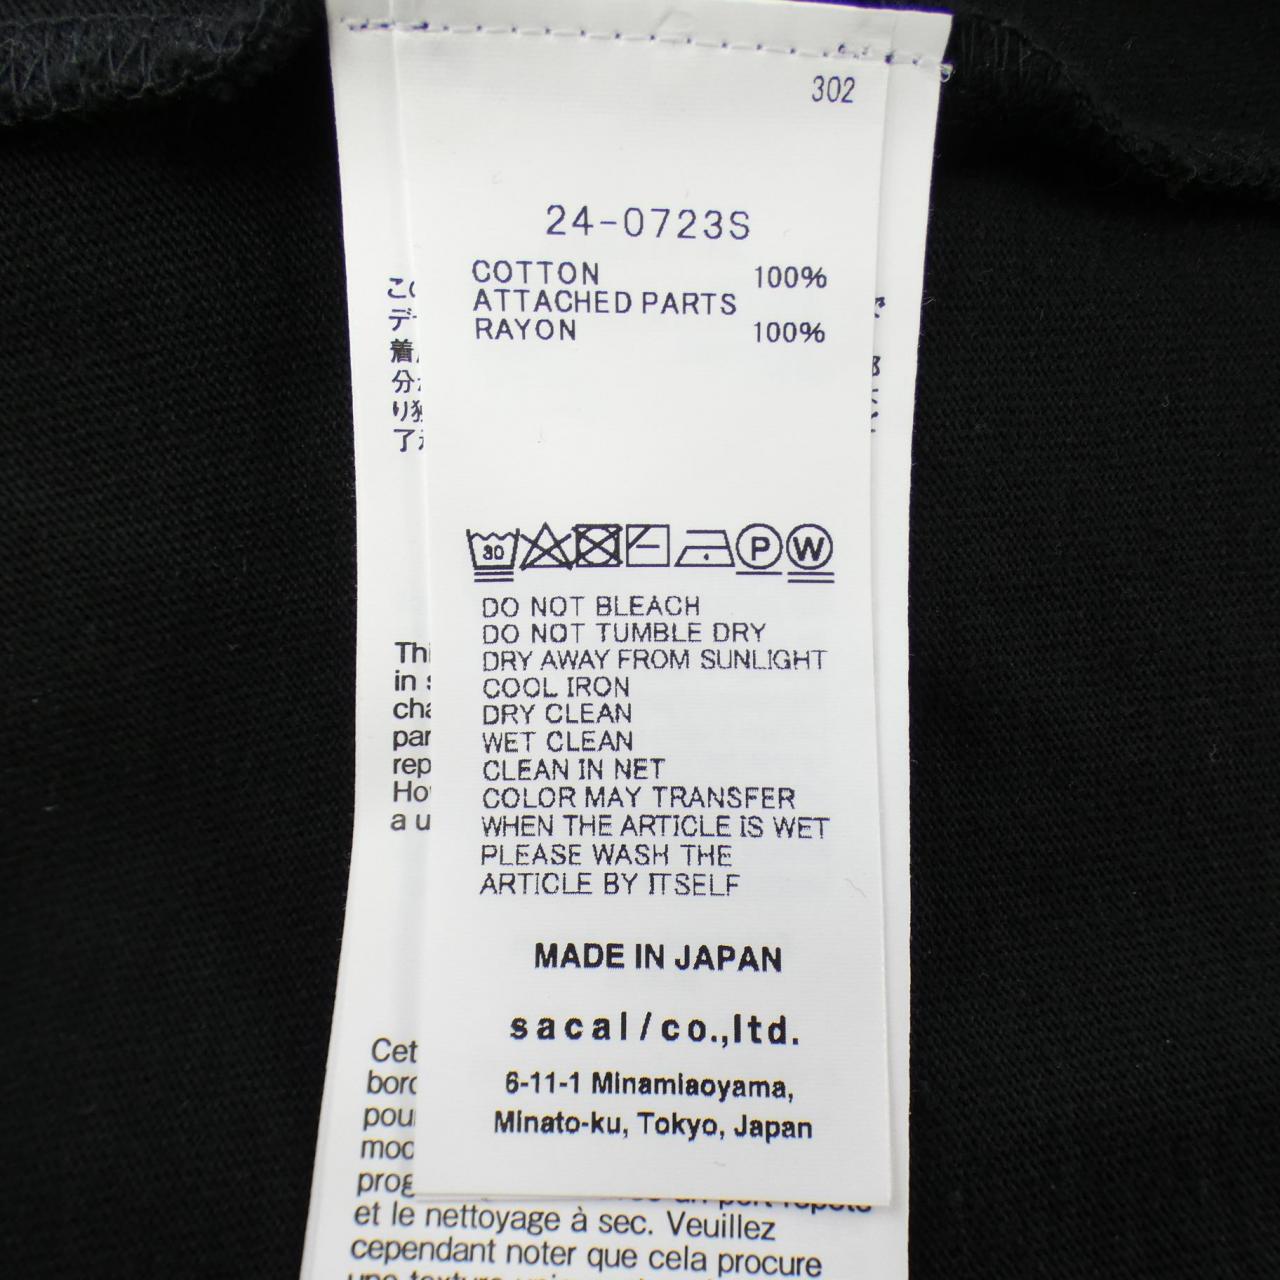 302
24-0723S
COTTON 100%
ATTACHED PARTS
RAYON 100%
30
P
W
DO NOT BLEACH
DO NOT TUMBLE DRY
DRY AWAY FROM SUNLIGHT
COOL IRON
DRY CLEAN
WET CLEAN
CLEAN IN NET
COLOR MAY TRANSFER
WHEN THE ARTICLE IS WET
PLEASE WASH THE
ARTICLE BY ITSELF
MADE IN JAPAN
sacai/co.,ltd.
6-11-1 Minamiaoyama,
Minato-ku, Tokyo, Japan
in
a
et le nettoyage à sec. Veuillez
cependant noter que cela procure